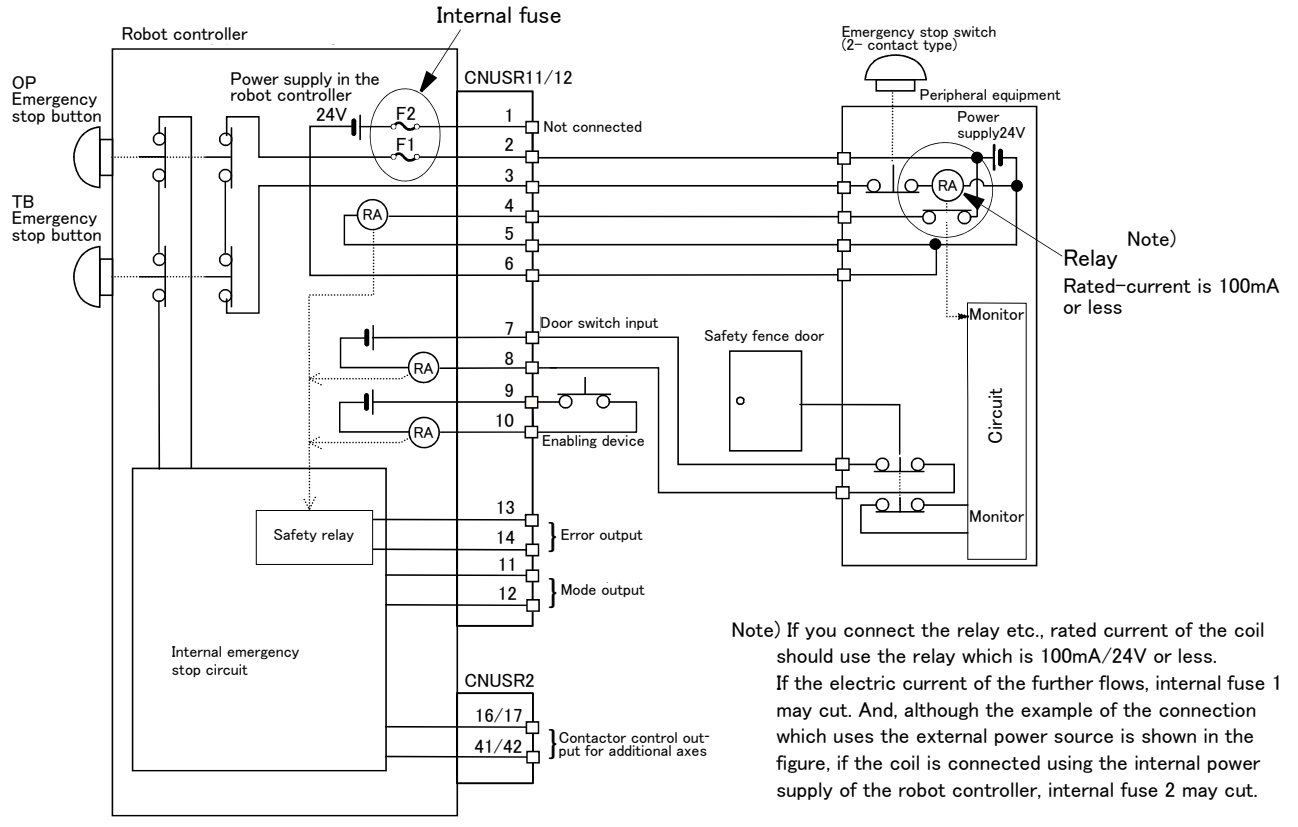 Internal fuse
Robot controller
OP
Emergency
stop button
Power supply in the
robot controller
24V
F2
F1
CNUSR11/12
1
Not connected
2
3
TB
Emergency
stop button
RA
4
5
6
7
Door switch input
8
RA
9
10
RA
Enabling device
13
14
Error output
11
12
Mode output
Safety relay
Internal emergency
stop circuit
CNUSR2
16/17
41/42
Contactor control out-
put for additional axes
Emergency stop switch
(2- contact type)
Peripheral equipment
Power
supply24V
RA
Note)
Relay
Rated-current is 100mA
or less
Monitor
Safety fence door
Circuit
Monitor
Note) If you connect the relay etc., rated current of the coil
should use the relay which is 100mA/24V or less.
If the electric current of the further flows, internal fuse 1
may cut. And, although the example of the connection
which uses the external power source is shown in the
figure, if the coil is connected using the internal power
supply of the robot controller, internal fuse 2 may cut.